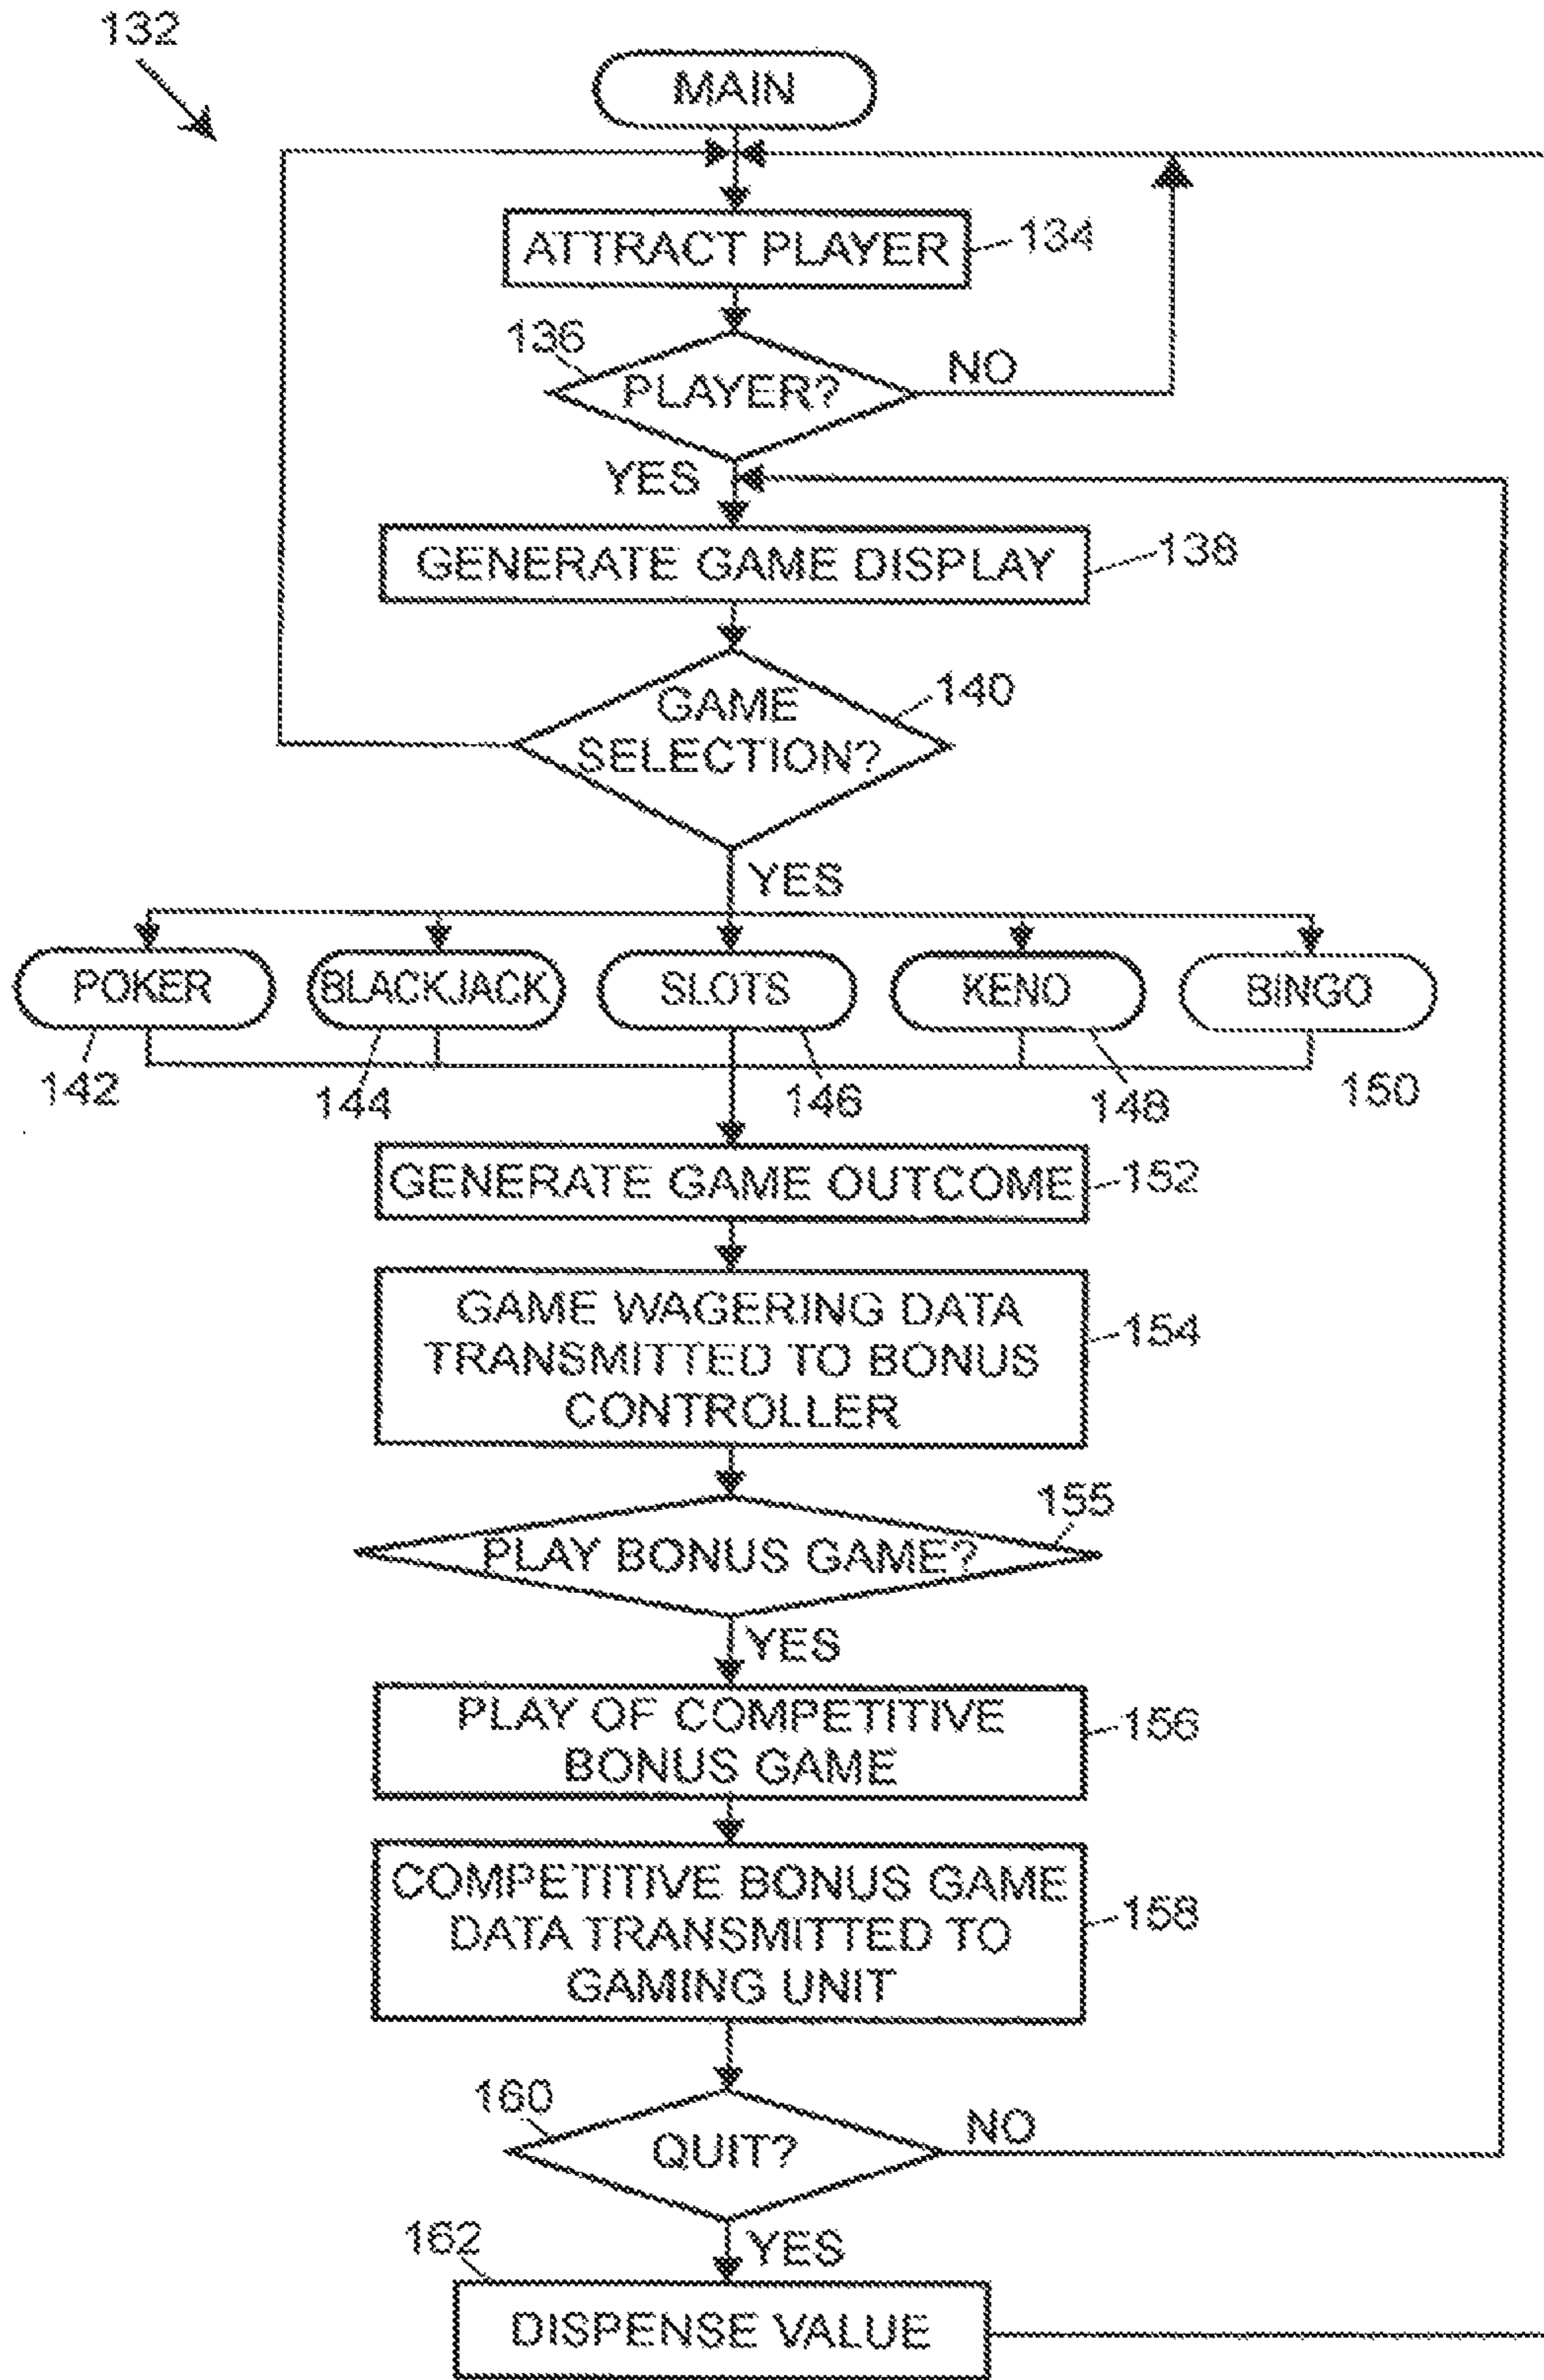 132
MAIN
ATTRACT PLAYER
134
136
PLAYER?
NO
YES
GENERATE GAME DISPLAY
138
GAME
SELECTION?
140
YES
POKER
BLACKJACK
SLOTS
KENO
BINGO
142
144
146
148
150
GENERATE GAME OUTCOME
152
GAME WAGERING DATA
TRANSMITTED TO BONUS
CONTROLLER
154
155
PLAY BONUS GAME?
YES
PLAY OF COMPETITIVE
BONUS GAME
156
COMPETITIVE BONUS GAME
DATA TRANSMITTED TO
GAMING UNIT
158
160
QUIT?
NO
162
YES
DISPENSE VALUE